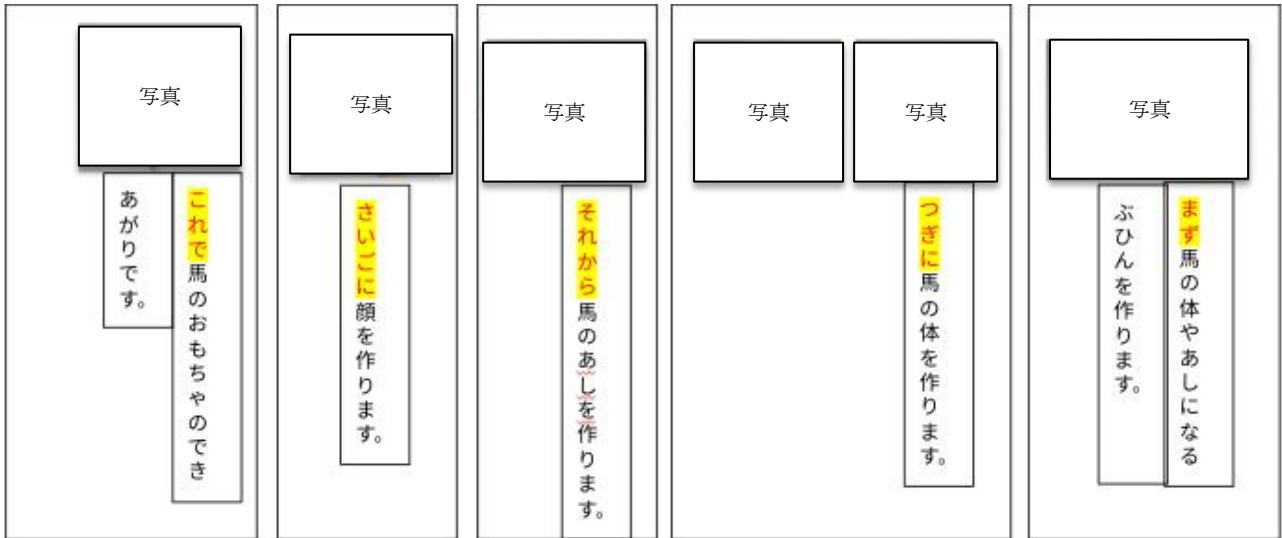 写真
まず馬の体やあしになる
ぶひんを作ります。
写真
写真
つぎに馬の体を作ります。
写真
それから馬のあしを作ります。
写真
さいごに顔を作ります。
写真
これで馬のおもちゃのでき
あがりです。